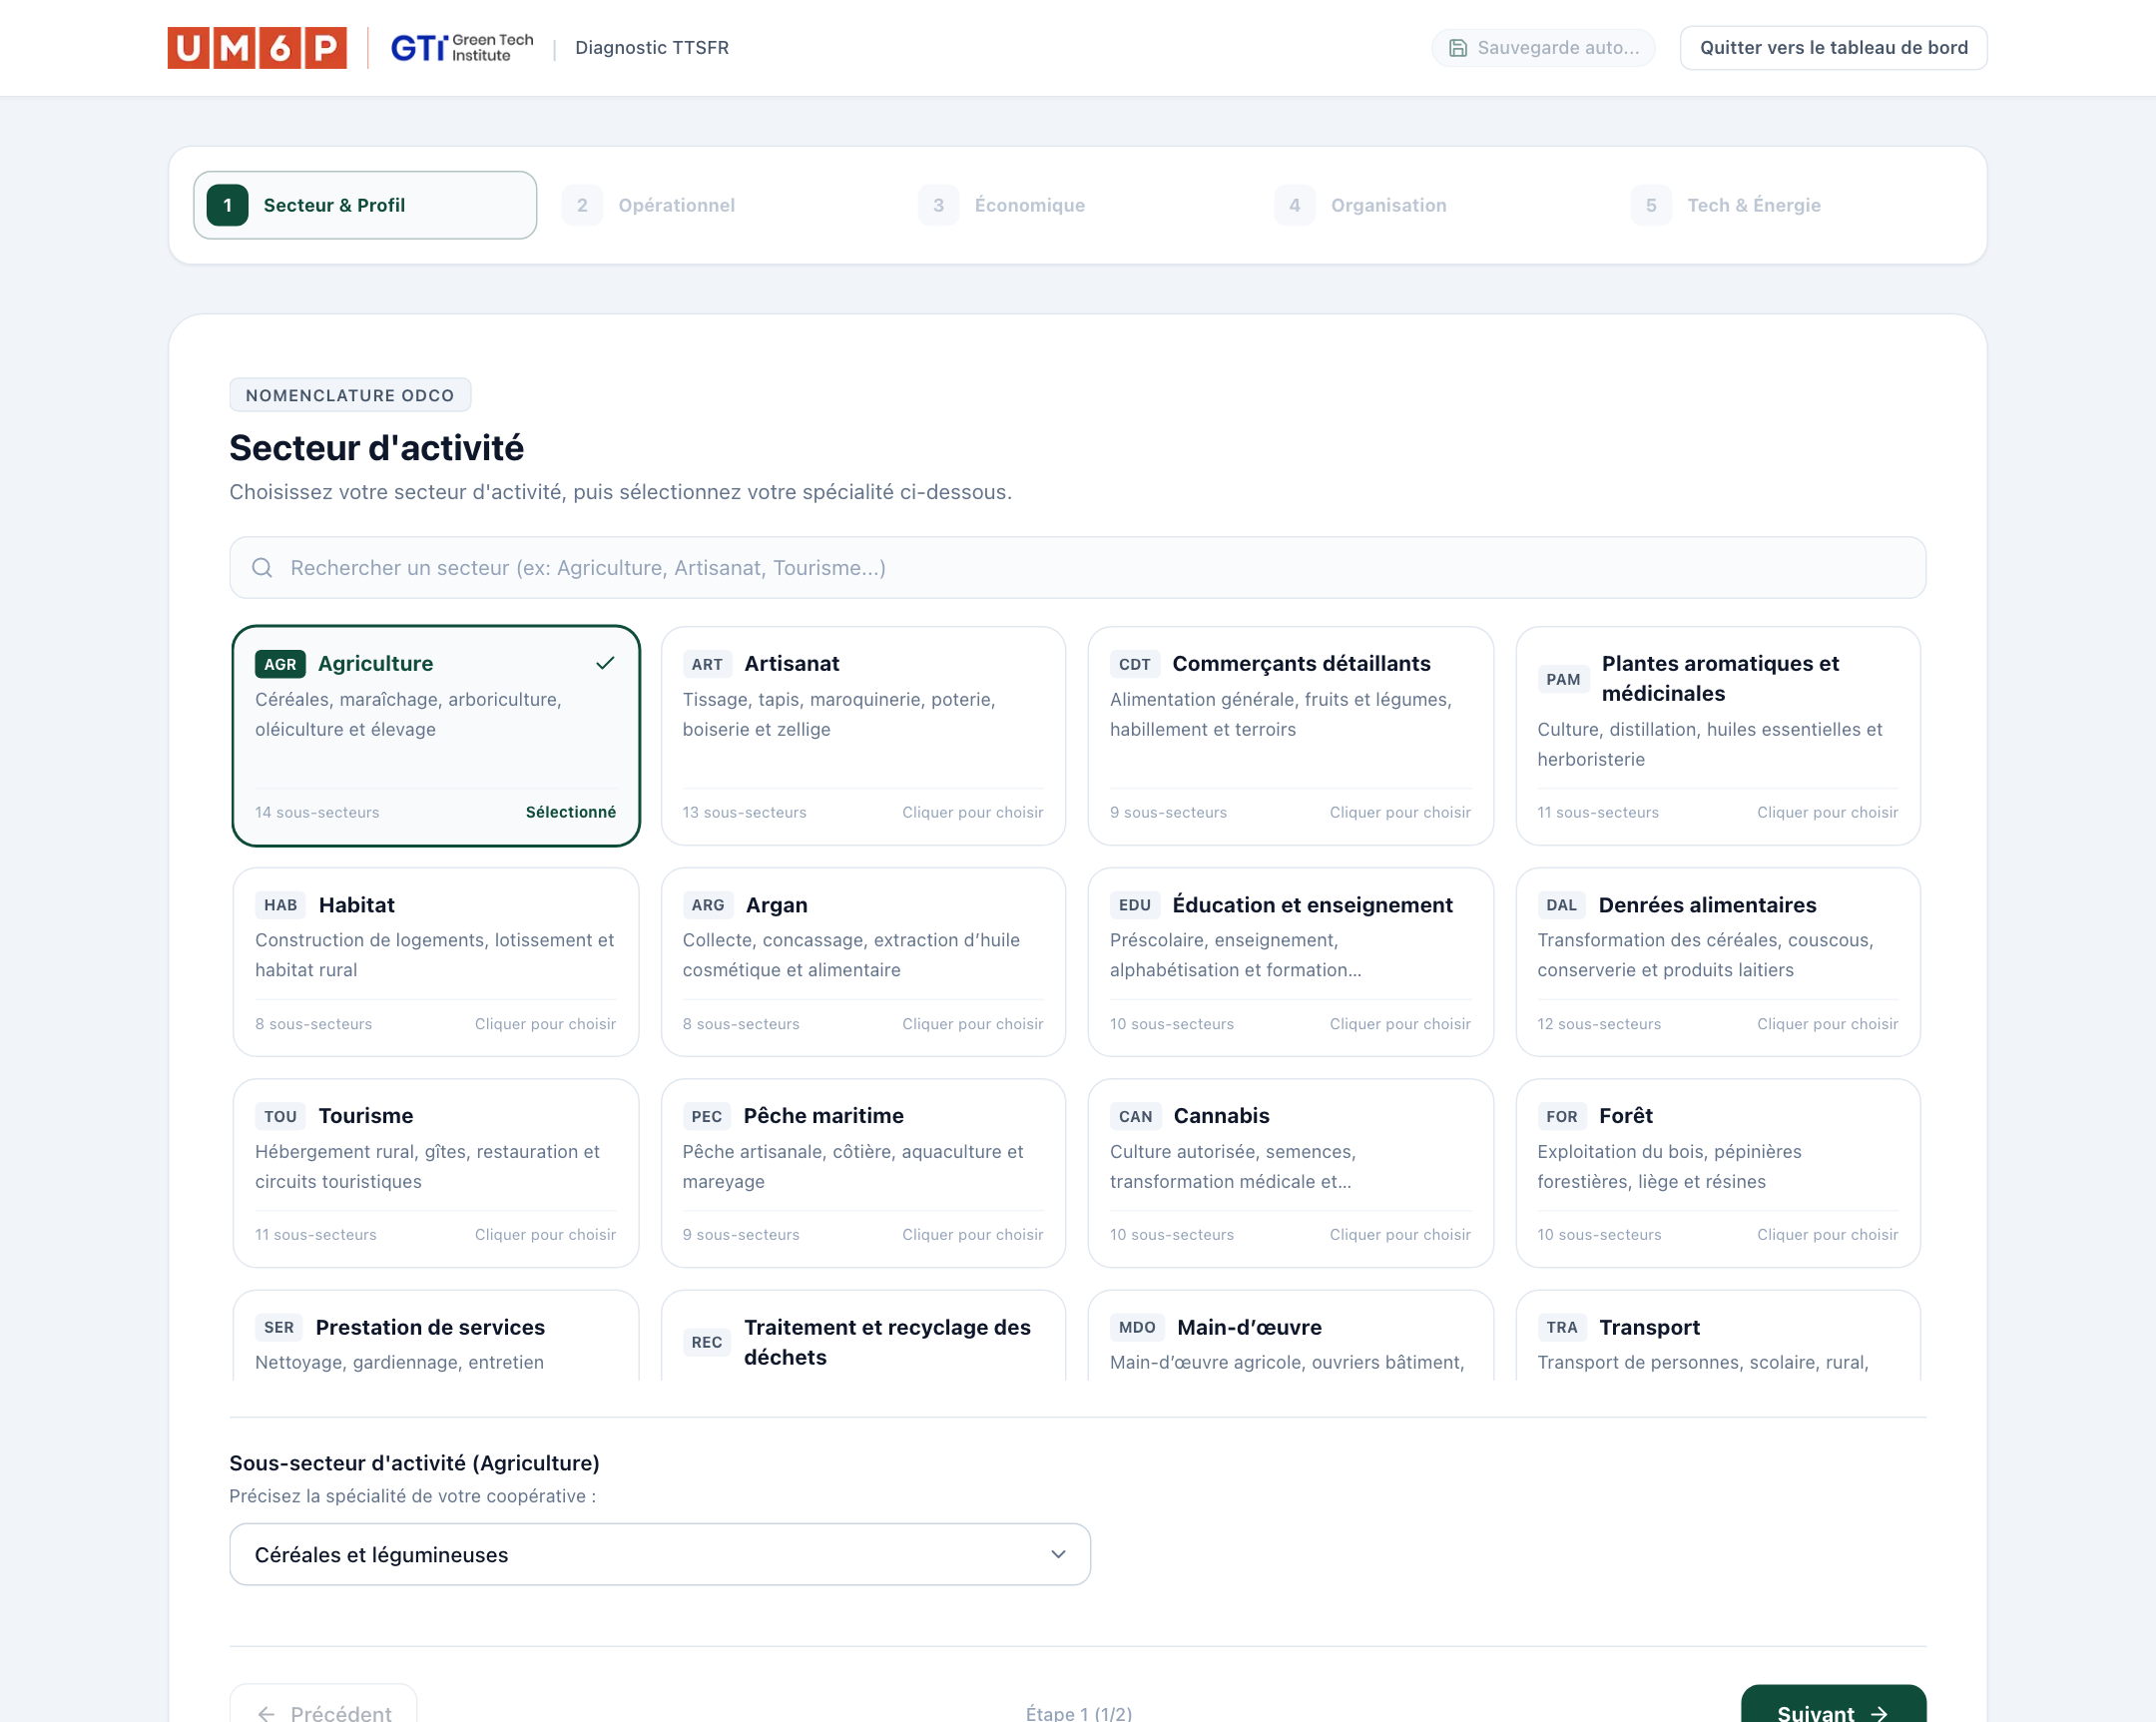 UM6P
GTi Green Tech Institute
Diagnostic TTSFR
Sauvegarde auto...
Quitter vers le tableau de bord
1 Secteur & Profil
2 Opérationnel
3 Économique
4 Organisation
5 Tech & Énergie
NOMENCLATURE ODCO
Secteur d'activité
Choisissez votre secteur d'activité, puis sélectionnez votre spécialité ci-dessous.
Rechercher un secteur (ex: Agriculture, Artisanat, Tourisme...)
AGR Agriculture
Céréales, maraîchage, arboriculture,
oléiculture et élevage
14 sous-secteurs Sélectionné
ART Artisanat
Tissage, tapis, maroquinerie, poterie,
boiserie et zellige
13 sous-secteurs Cliquer pour choisir
CDT Commerçants détaillants
Alimentation générale, fruits et légumes,
habillement et terroirs
9 sous-secteurs Cliquer pour choisir
PAM Plantes aromatiques et
médicinales
Culture, distillation, huiles essentielles et
herboristerie
11 sous-secteurs Cliquer pour choisir
HAB Habitat
Construction de logements, lotissement et
habitat rural
8 sous-secteurs Cliquer pour choisir
ARG Argan
Collecte, concassage, extraction d’huile
cosmétique et alimentaire
8 sous-secteurs Cliquer pour choisir
EDU Éducation et enseignement
Préscolaire, enseignement,
alphabétisation et formation...
10 sous-secteurs Cliquer pour choisir
DAL Denrées alimentaires
Transformation des céréales, couscous,
conserverie et produits laitiers
12 sous-secteurs Cliquer pour choisir
TOU Tourisme
Hébergement rural, gîtes, restauration et
circuits touristiques
11 sous-secteurs Cliquer pour choisir
PEC Pêche maritime
Pêche artisanale, côtière, aquaculture et
mareyage
9 sous-secteurs Cliquer pour choisir
CAN Cannabis
Culture autorisée, semences,
transformation médicale et...
10 sous-secteurs Cliquer pour choisir
FOR Forêt
Exploitation du bois, pépinières
forestières, liège et résines
10 sous-secteurs Cliquer pour choisir
SER Prestation de services
Nettoyage, gardiennage, entretien
REC Traitement et recyclage des
déchets
MDO Main-d’œuvre
Main-d’œuvre agricole, ouvriers bâtiment,
TRA Transport
Transport de personnes, scolaire, rural,
Sous-secteur d'activité (Agriculture)
Précisez la spécialité de votre coopérative :
Céréales et légumineuses
← Précédent
Étape 1 (1/2)
Suivant →